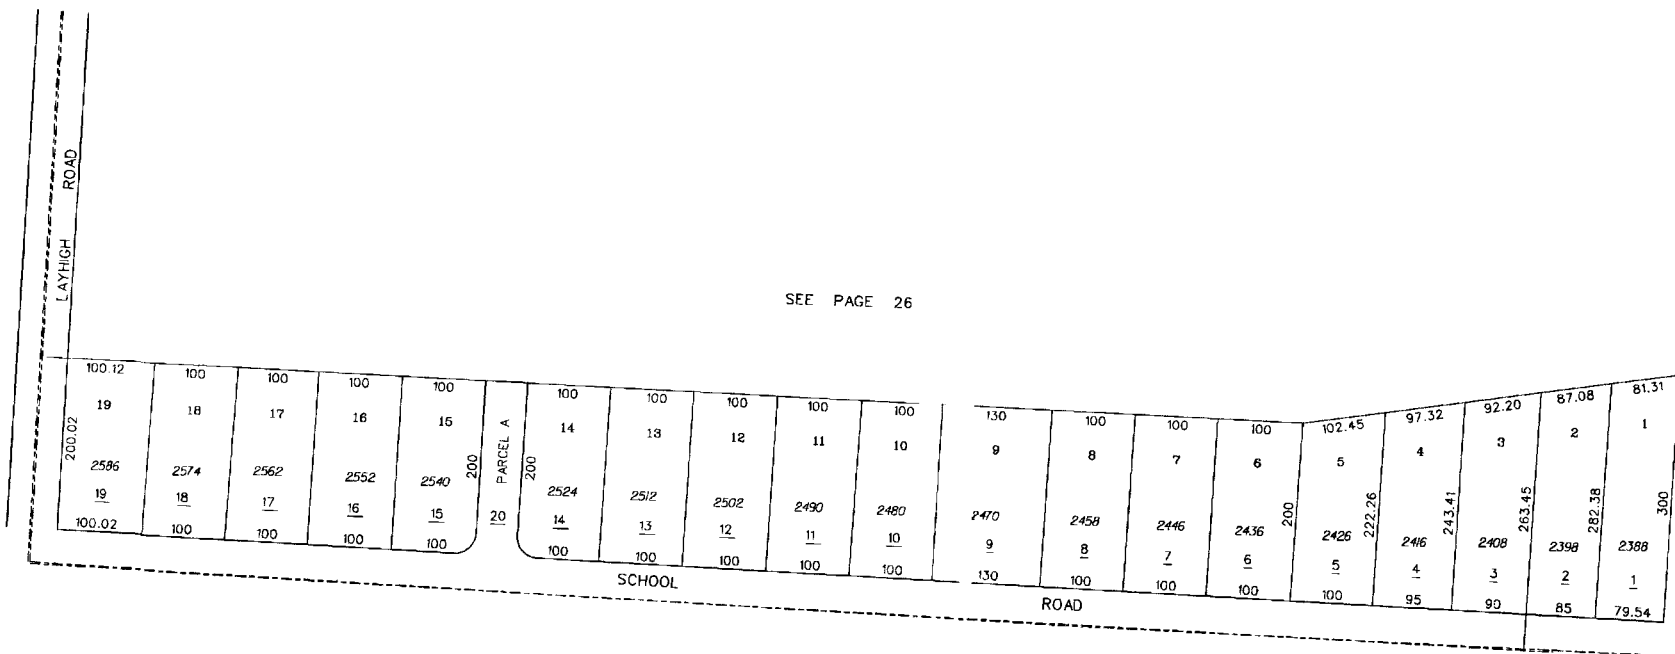 LAYHIGH ROAD
SEE PAGE 26
100.12 100 100 100 100 100 100 100 100 100 130 100 100 100 102.45 97.32 92.20 87.08 81.31
19 18 17 16 15 PARCEL A 14 13 12 11 10 9 8 7 6 5 4 3 2 1
200.02 200 200 200 222.26 243.41 263.45 282.38 300
2586 2574 2562 2552 2540 2524 2512 2502 2490 2480 2470 2458 2446 2436 2426 2416 2408 2398 2388
19 18 17 16 15 20 14 13 12 11 10 9 8 7 6 5 4 3 2 1
100.02 100 100 100 100 100 100 100 100 100 130 100 100 100 100 95 90 85 79.54
SCHOOL ROAD